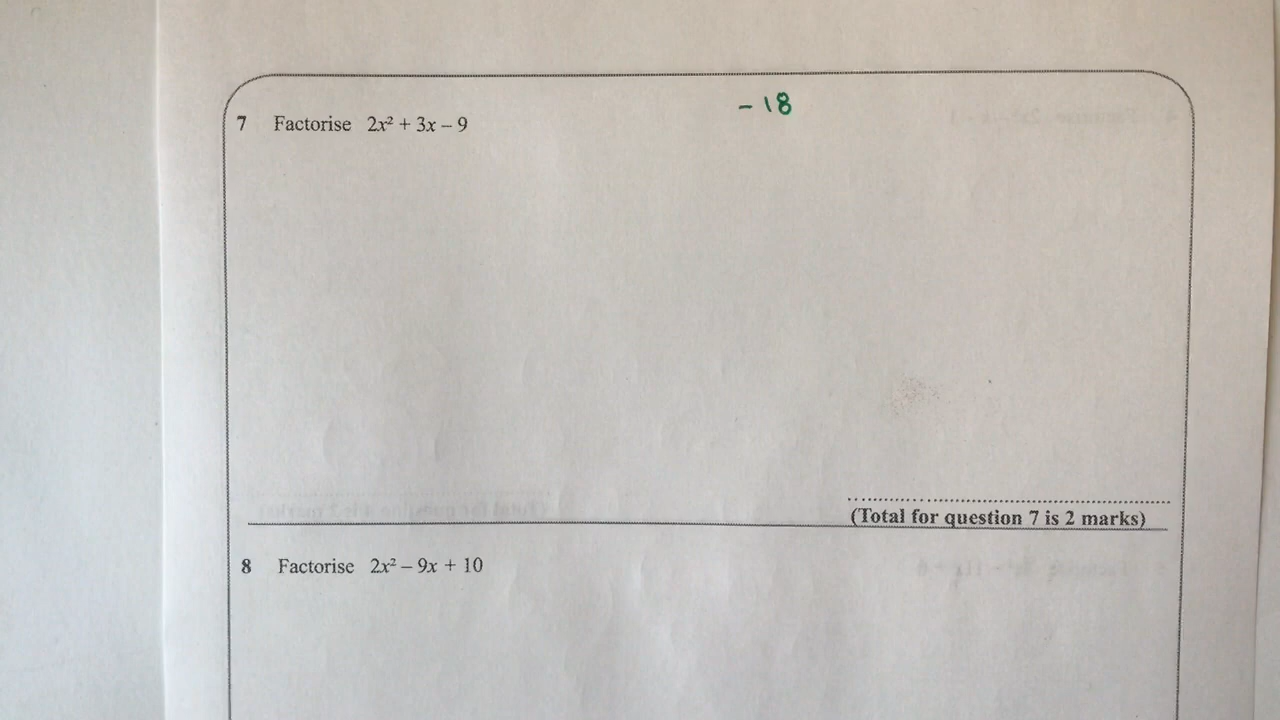 -18
7 Factorise 2x² + 3x – 9
(Total for question 7 is 2 marks)
8 Factorise 2x² – 9x + 10